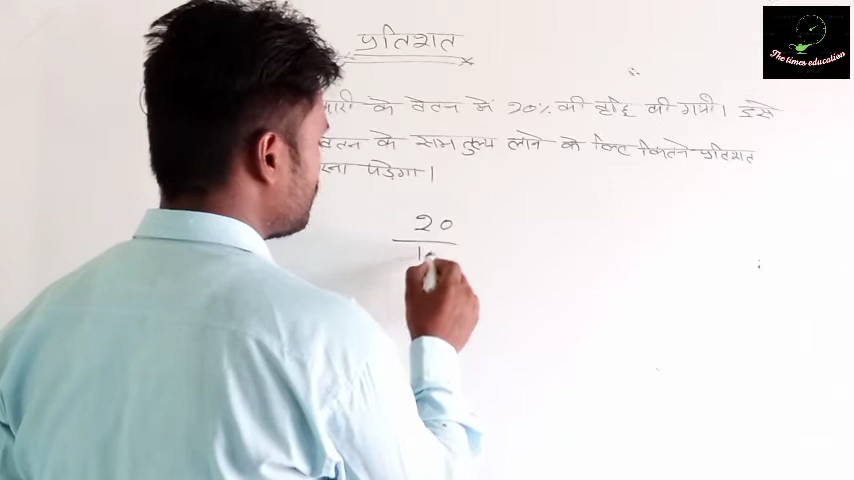 प्रतिशत
The times education
के वेतन में 20% की वृद्धि की गयी। इसे
वेतन के सम तुल्य लाने के लिए कितने प्रतिशत
पड़ेगा।
20